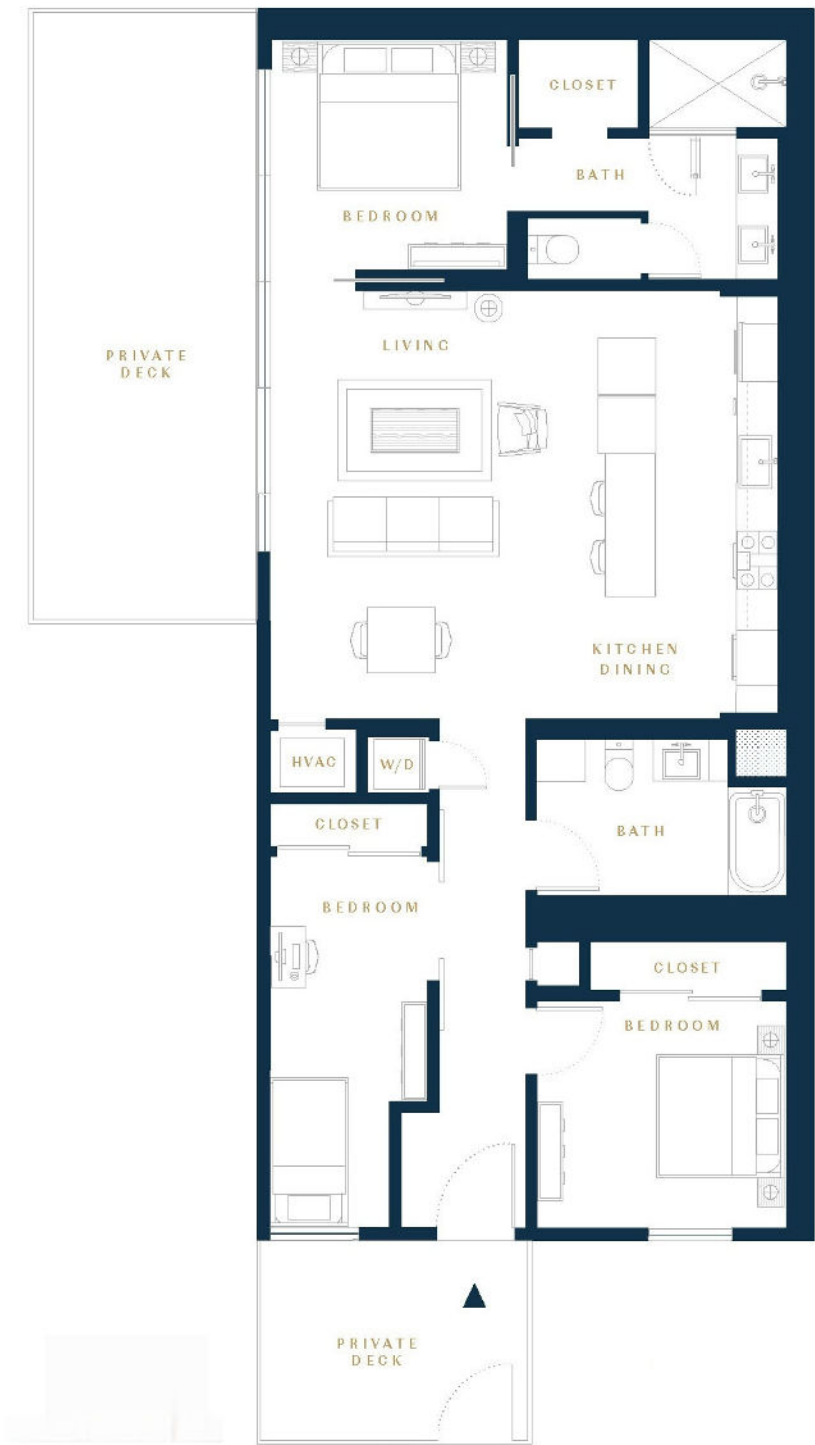 CLOSET
BATH
BEDROOM
LIVING
PRIVATE
DECK
KITCHEN
DINING
HVAC
W/D
CLOSET
BATH
BEDROOM
CLOSET
BEDROOM
PRIVATE
DECK